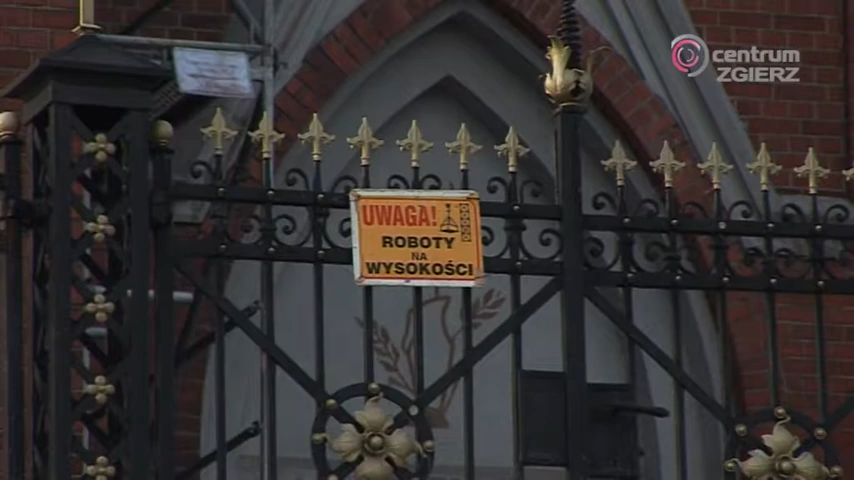 centrum
ZGIERZ
UWAGA!
ROBOTY
NA
WYSOKOŚCI